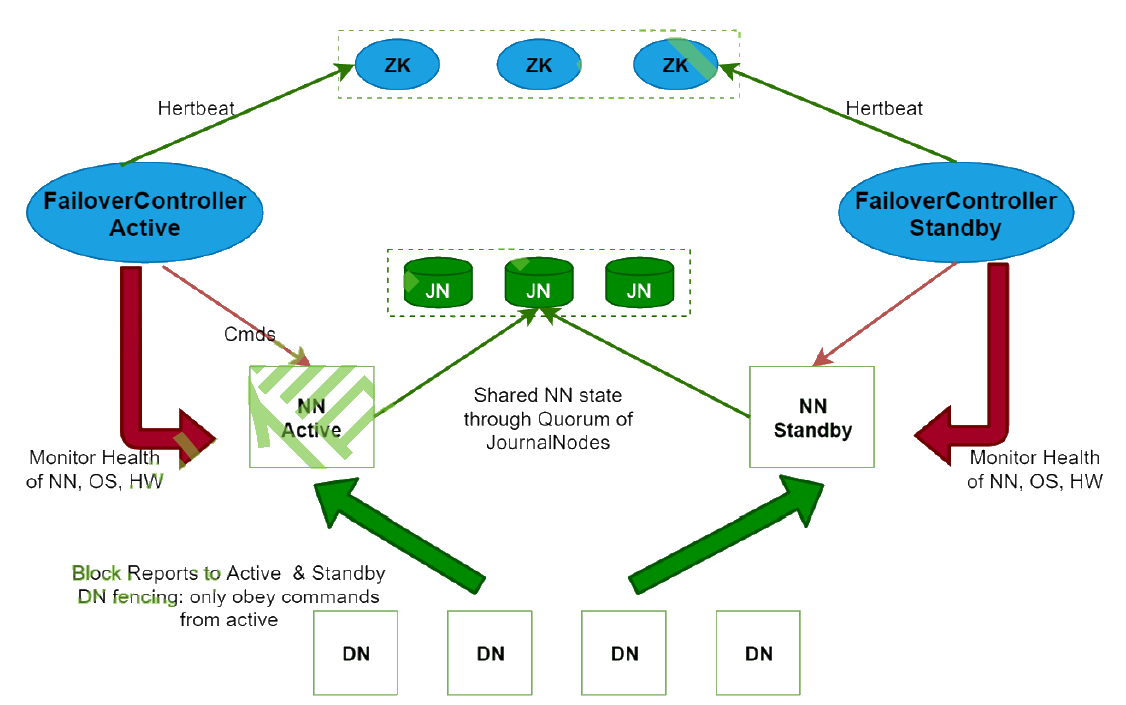 ZK ZK ZK
Hertbeat Hertbeat
FailoverController
Active
FailoverController
Standby
JN JN JN
Cmds
NN
Active
Shared NN state
through Quorum of
JournalNodes
NN
Standby
Monitor Health
of NN, OS, HW
Monitor Health
of NN, OS, HW
Block Reports to Active & Standby
DN fencing: only obey commands
from active
DN DN DN DN